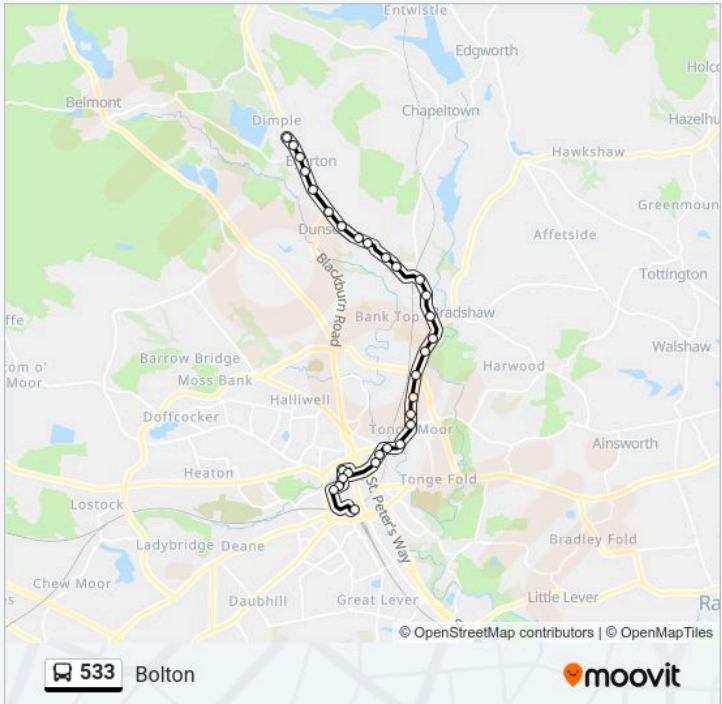 Entwistle
Edgworth
Holco
Belmont
Chapeltown
Dimple
Hazelhu
Egerton
Hawkshaw
Greenmoun
Dunsc
Affetside
Blackburn Road
Tottington
ffe
Bank Top
Bradshaw
Barrow Bridge
Walshaw
tom o'
Moor
Moss Bank
Harwood
Halliwell
Doffcocker
Tonge Moor
Ainsworth
Heaton
Tonge Fold
Lostock
St. Peter's Way
Ladybridge
Deane
Bradley Fold
Chew Moor
es
Daubhill
Great Lever
Little Lever
Ra
© OpenStreetMap contributors | © OpenMapTiles
533 Bolton
moovit